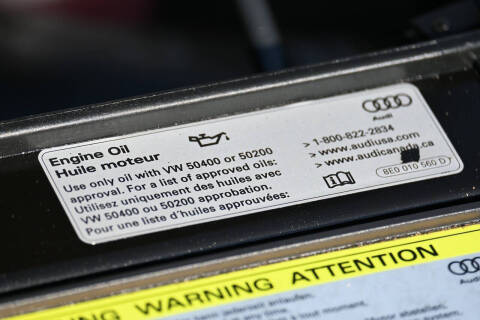 Engine Oil
Huile moteur
Use only oil with VW 50400 or 50200
approval. For a list of approved oils:
Utilisez uniquement des huiles avec
VW 50400 ou 50200 approbation.
Pour une liste d'huiles approuvées:
Audi
> 1-800-822-2834
> www.audiusa.com
> www.audicanada.ca
8E0 010 560 D
WARNING ATTENTION
Audi